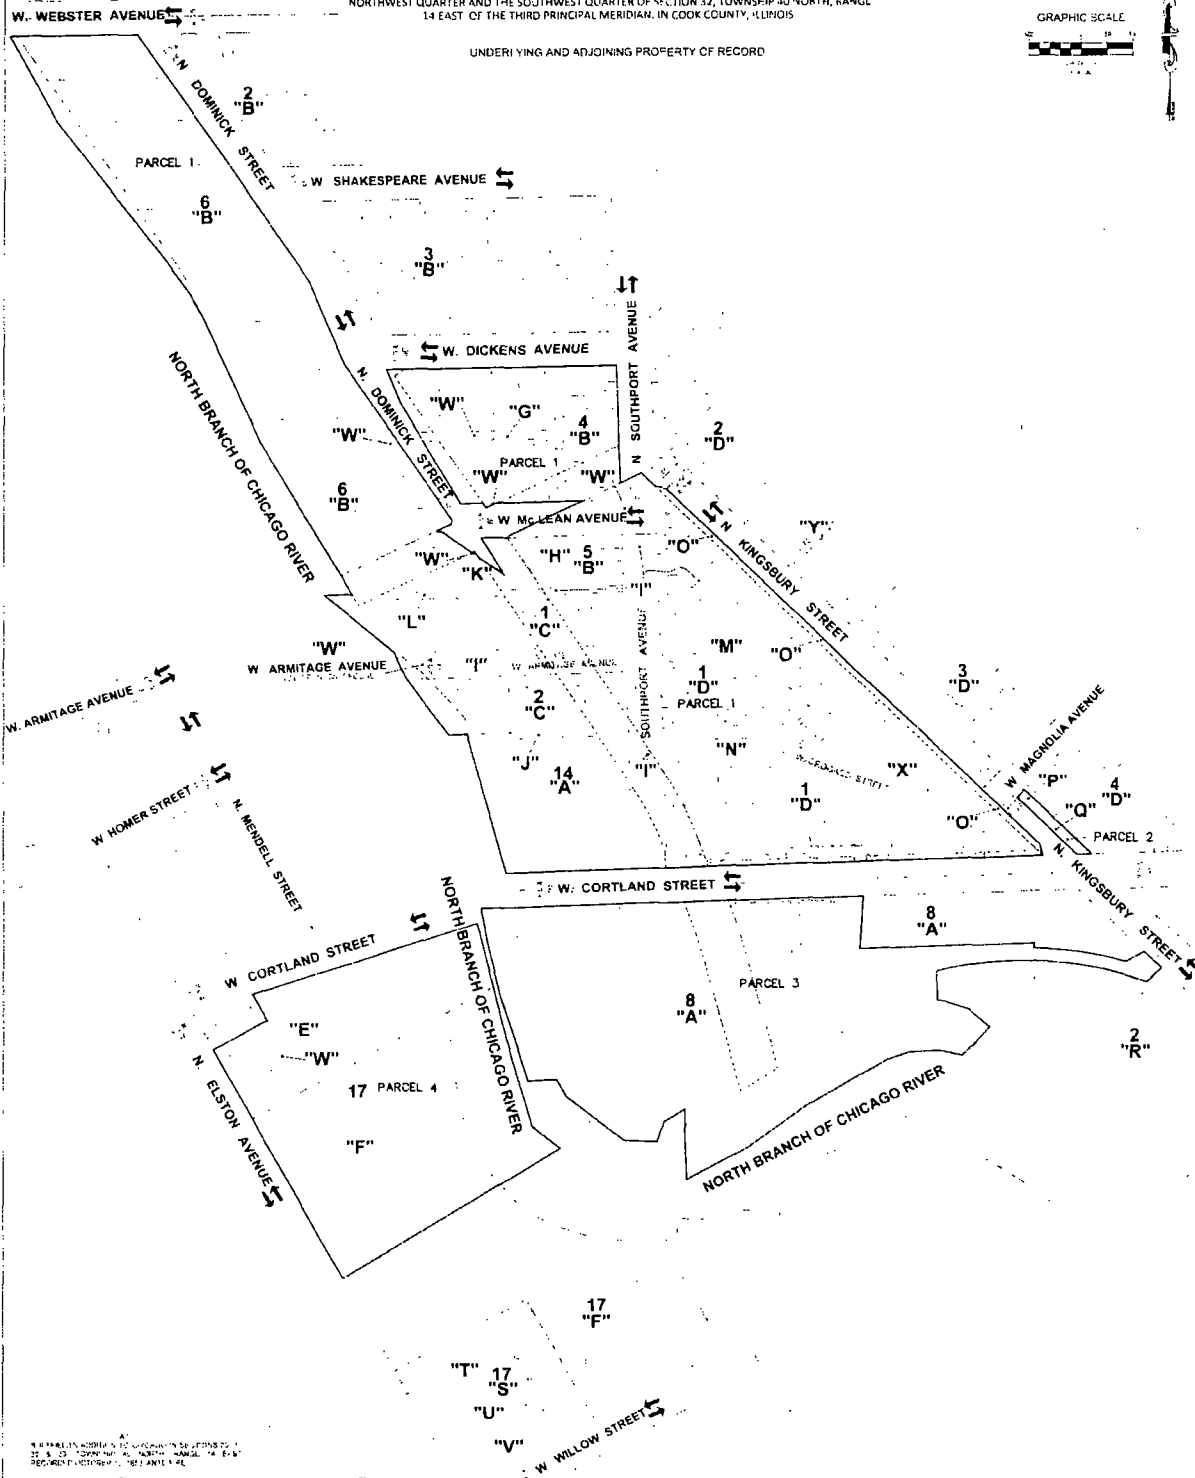 NORTHWEST QUARTER AND THE SOUTHWEST QUARTER OF SECTION 32, TOWNSHIP 40 NORTH, RANGE
14 EAST OF THE THIRD PRINCIPAL MERIDIAN, IN COOK COUNTY, ILLINOIS
UNDERLYING AND ADJOINING PROPERTY OF RECORD
GRAPHIC SCALE
W. WEBSTER AVENUE
N DOMINICK STREET
2
"B"
PARCEL 1
6
"B"
W SHAKESPEARE AVENUE
3
"B"
N SOUTHPORT AVENUE
W. DICKENS AVENUE
NORTH BRANCH OF CHICAGO RIVER
N. DOMINICK STREET
"W"
"G"
4
"B"
"W"
PARCEL 1
"W"
"W"
2
"D"
6
"B"
W McLEAN AVENUE
"O"
N KINGSBURY STREET
"Y"
"W"
"K"
"H"
5
"B"
"I"
"L"
1
"C"
"W"
W ARMITAGE AVENUE
"I"
W ARMITAGE AVENUE
SOUTHPORT AVENUE
"M"
"O"
1
"D"
PARCEL 1
3
"D"
W. ARMITAGE AVENUE
2
"C"
"J"
14
"A"
"I"
"N"
"X"
1
"D"
W MAGNOLIA AVENUE
"P"
4
"D"
"Q"
"O"
PARCEL 2
W HOMER STREET
N. MENDELL STREET
N. KINGSBURY STREET
W. CORTLAND STREET
NORTH BRANCH OF CHICAGO RIVER
8
"A"
W CORTLAND STREET
PARCEL 3
8
"A"
"E"
"W"
17 PARCEL 4
"F"
N. ELSTON AVENUE
2
"R"
NORTH BRANCH OF CHICAGO RIVER
17
"F"
"T"
17
"S"
"U"
"V"
W WILLOW STREET